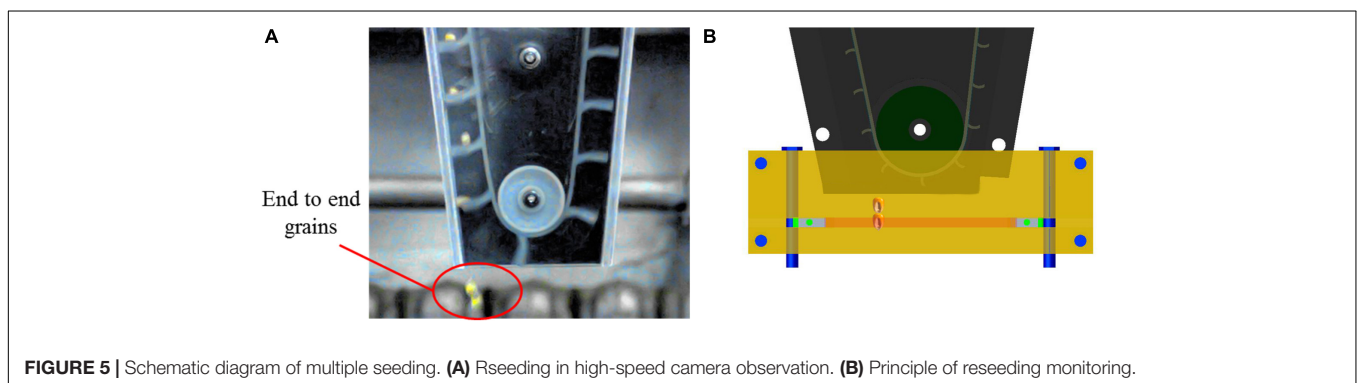 A
B
End to end
grains
FIGURE 5 | Schematic diagram of multiple seeding. (A) Rseeding in high-speed camera observation. (B) Principle of reseeding monitoring.